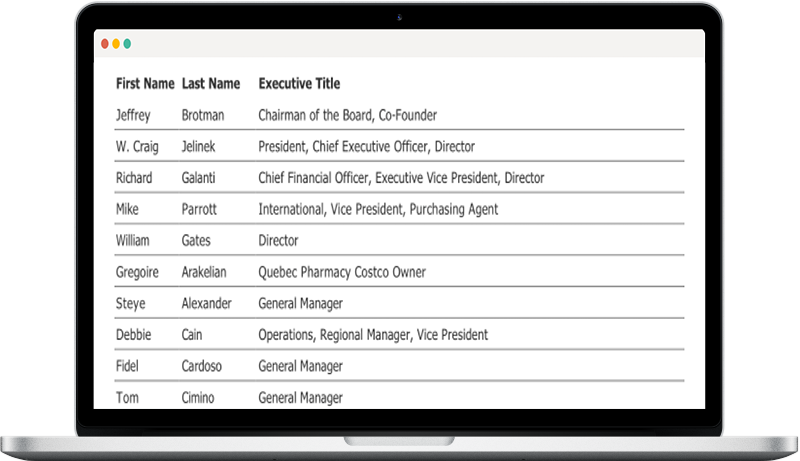 First Name Last Name Executive Title
Jeffrey Brotman Chairman of the Board, Co-Founder
W. Craig Jelinek President, Chief Executive Officer, Director
Richard Galanti Chief Financial Officer, Executive Vice President, Director
Mike Parrott International, Vice President, Purchasing Agent
William Gates Director
Gregoire Arakelian Quebec Pharmacy Costco Owner
Steye Alexander General Manager
Debbie Cain Operations, Regional Manager, Vice President
Fidel Cardoso General Manager
Tom Cimino General Manager